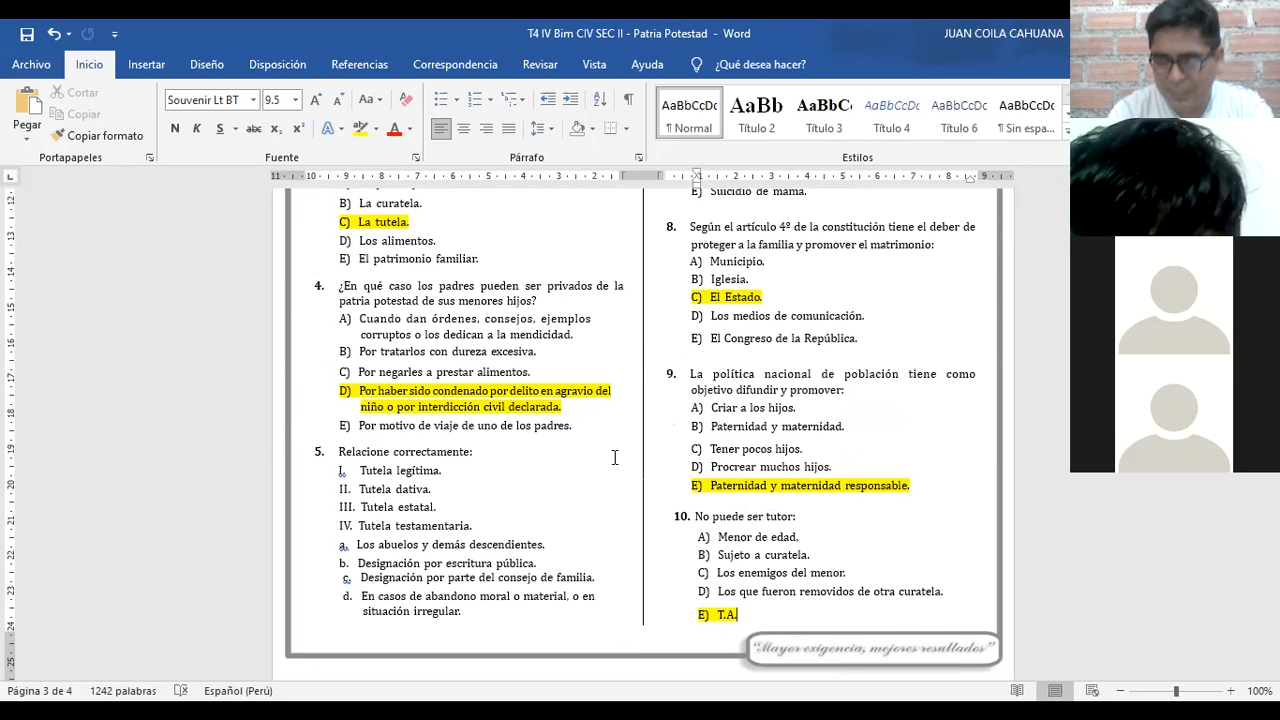 T4 IV Bim CIV SEC II - Patria Potestad - Word
JUAN COILA CAHUANA
Archivo
Inicio
Insertar
Diseño
Disposición
Referencias
Correspondencia
Revisar
Vista
Ayuda
¿Qué desea hacer?
Pegar
Cortar
Copiar
Copiar formato
Portapapeles
Souvenir Lt BT
9.5
Aa
N K S abc x₂ x²
Fuente
Párrafo
AaBbCcDc
Normal
AaBb
Título 2
AaBbCc
Título 3
AaBbCcDc
Título 4
AaBbCcDc
Título 6
AaBbCcDc
Sin espa...
Estilos
B) La curatela.
C) La tutela.
D) Los alimentos.
E) El patrimonio familiar.
4. ¿En qué caso los padres pueden ser privados de la
patria potestad de sus menores hijos?
A) Cuando dan órdenes, consejos, ejemplos
corruptos o los dedican a la mendicidad.
B) Por tratarlos con dureza excesiva.
C) Por negarles a prestar alimentos.
D) Por haber sido condenado por delito en agravio del
niño o por interdicción civil declarada.
E) Por motivo de viaje de uno de los padres.
5. Relacione correctamente:
I. Tutela legítima.
II. Tutela dativa.
III. Tutela estatal.
IV. Tutela testamentaria.
a. Los abuelos y demás descendientes.
b. Designación por escritura pública.
c. Designación por parte del consejo de familia.
d. En casos de abandono moral o material, o en
situación irregular.
E) Suicidio de mamá.
8. Según el artículo 4º de la constitución tiene el deber de
proteger a la familia y promover el matrimonio:
A) Municipio.
B) Iglesia.
C) El Estado.
D) Los medios de comunicación.
E) El Congreso de la República.
9. La política nacional de población tiene como
objetivo difundir y promover:
A) Criar a los hijos.
B) Paternidad y maternidad.
C) Tener pocos hijos.
D) Procrear muchos hijos.
E) Paternidad y maternidad responsable.
10. No puede ser tutor:
A) Menor de edad.
B) Sujeto a curatela.
C) Los enemigos del menor.
D) Los que fueron removidos de otra curatela.
E) T.A.
"Mayor exigencia, mejores resultados"
Página 3 de 4
1242 palabras
Español (Perú)
100%